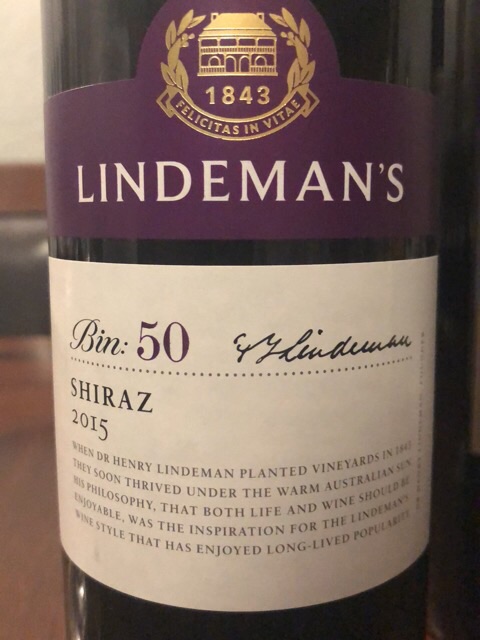 1843
FELICITAS IN VITAE
LINDEMAN'S
Bin: 50
Lindeman
SHIRAZ
2015
WHEN DR HENRY LINDEMAN PLANTED VINEYARDS IN 1843
THEY SOON THRIVED UNDER THE WARM AUSTRALIAN SUN.
HIS PHILOSOPHY, THAT BOTH LIFE AND WINE SHOULD BE
ENJOYABLE, WAS THE INSPIRATION FOR THE LINDEMAN'S
WINE STYLE THAT HAS ENJOYED LONG-LIVED POPULARITY.